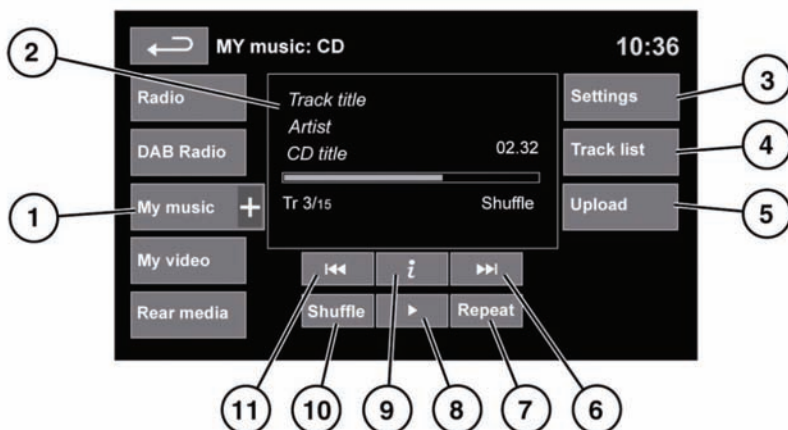 MY music: CD
10:36
2
Radio
DAB Radio
My music +
My video
Rear media
1
Track title
Artist
CD title 02.32
Tr 3/15 Shuffle
i
Shuffle
Repeat
Settings
Track list
Upload
3
4
5
11
10
9
8
7
6